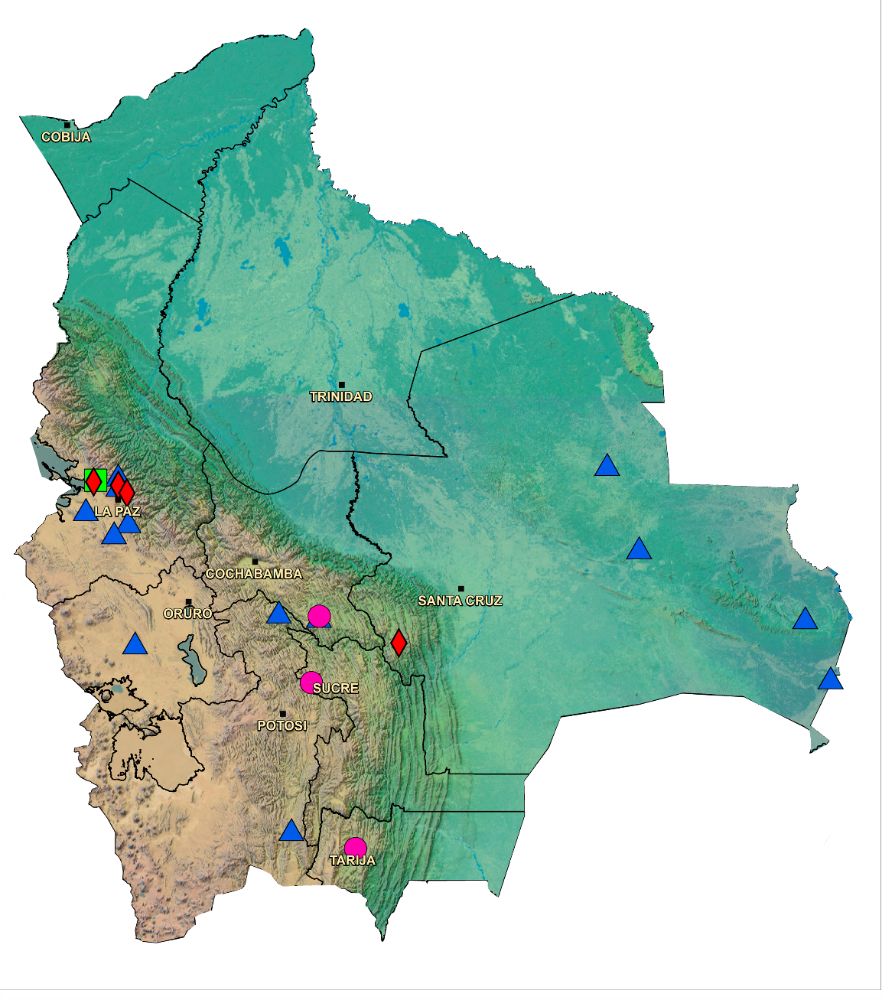 COBIJA
TRINIDAD
LA PAZ
COCHABAMBA
SANTA CRUZ
ORURO
SUCRE
POTOSI
TARIJA